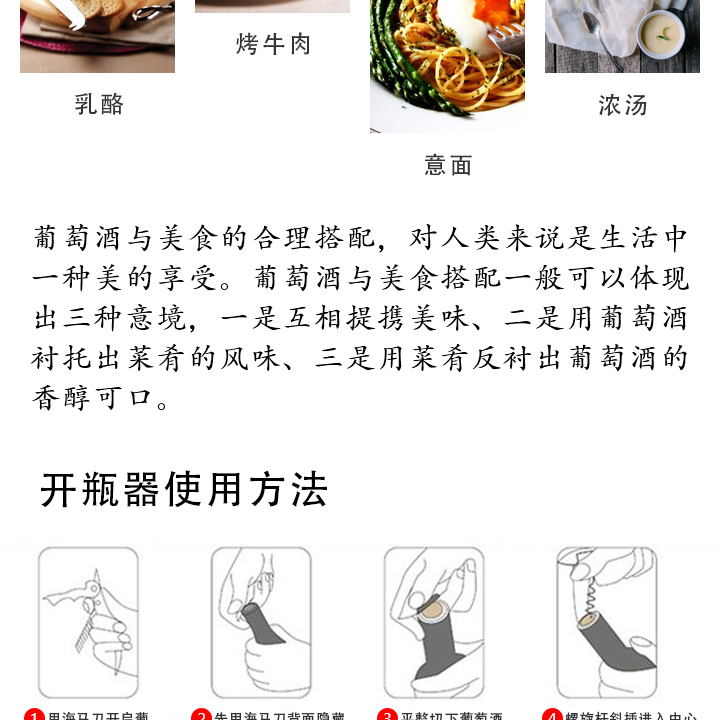 乳酪
烤牛肉
意面
浓汤
葡萄酒与美食的合理搭配，对人类来说是生活中
一种美的享受。葡萄酒与美食搭配一般可以体现
出三种意境，一是互相提携美味、二是用葡萄酒
衬托出菜肴的风味、三是用菜肴反衬出葡萄酒的
香醇可口。
开瓶器使用方法
1 用海马刀开启葡
2 先用海马刀背面隐藏
3 平整切下葡萄酒
4 螺旋杆斜插进入中心